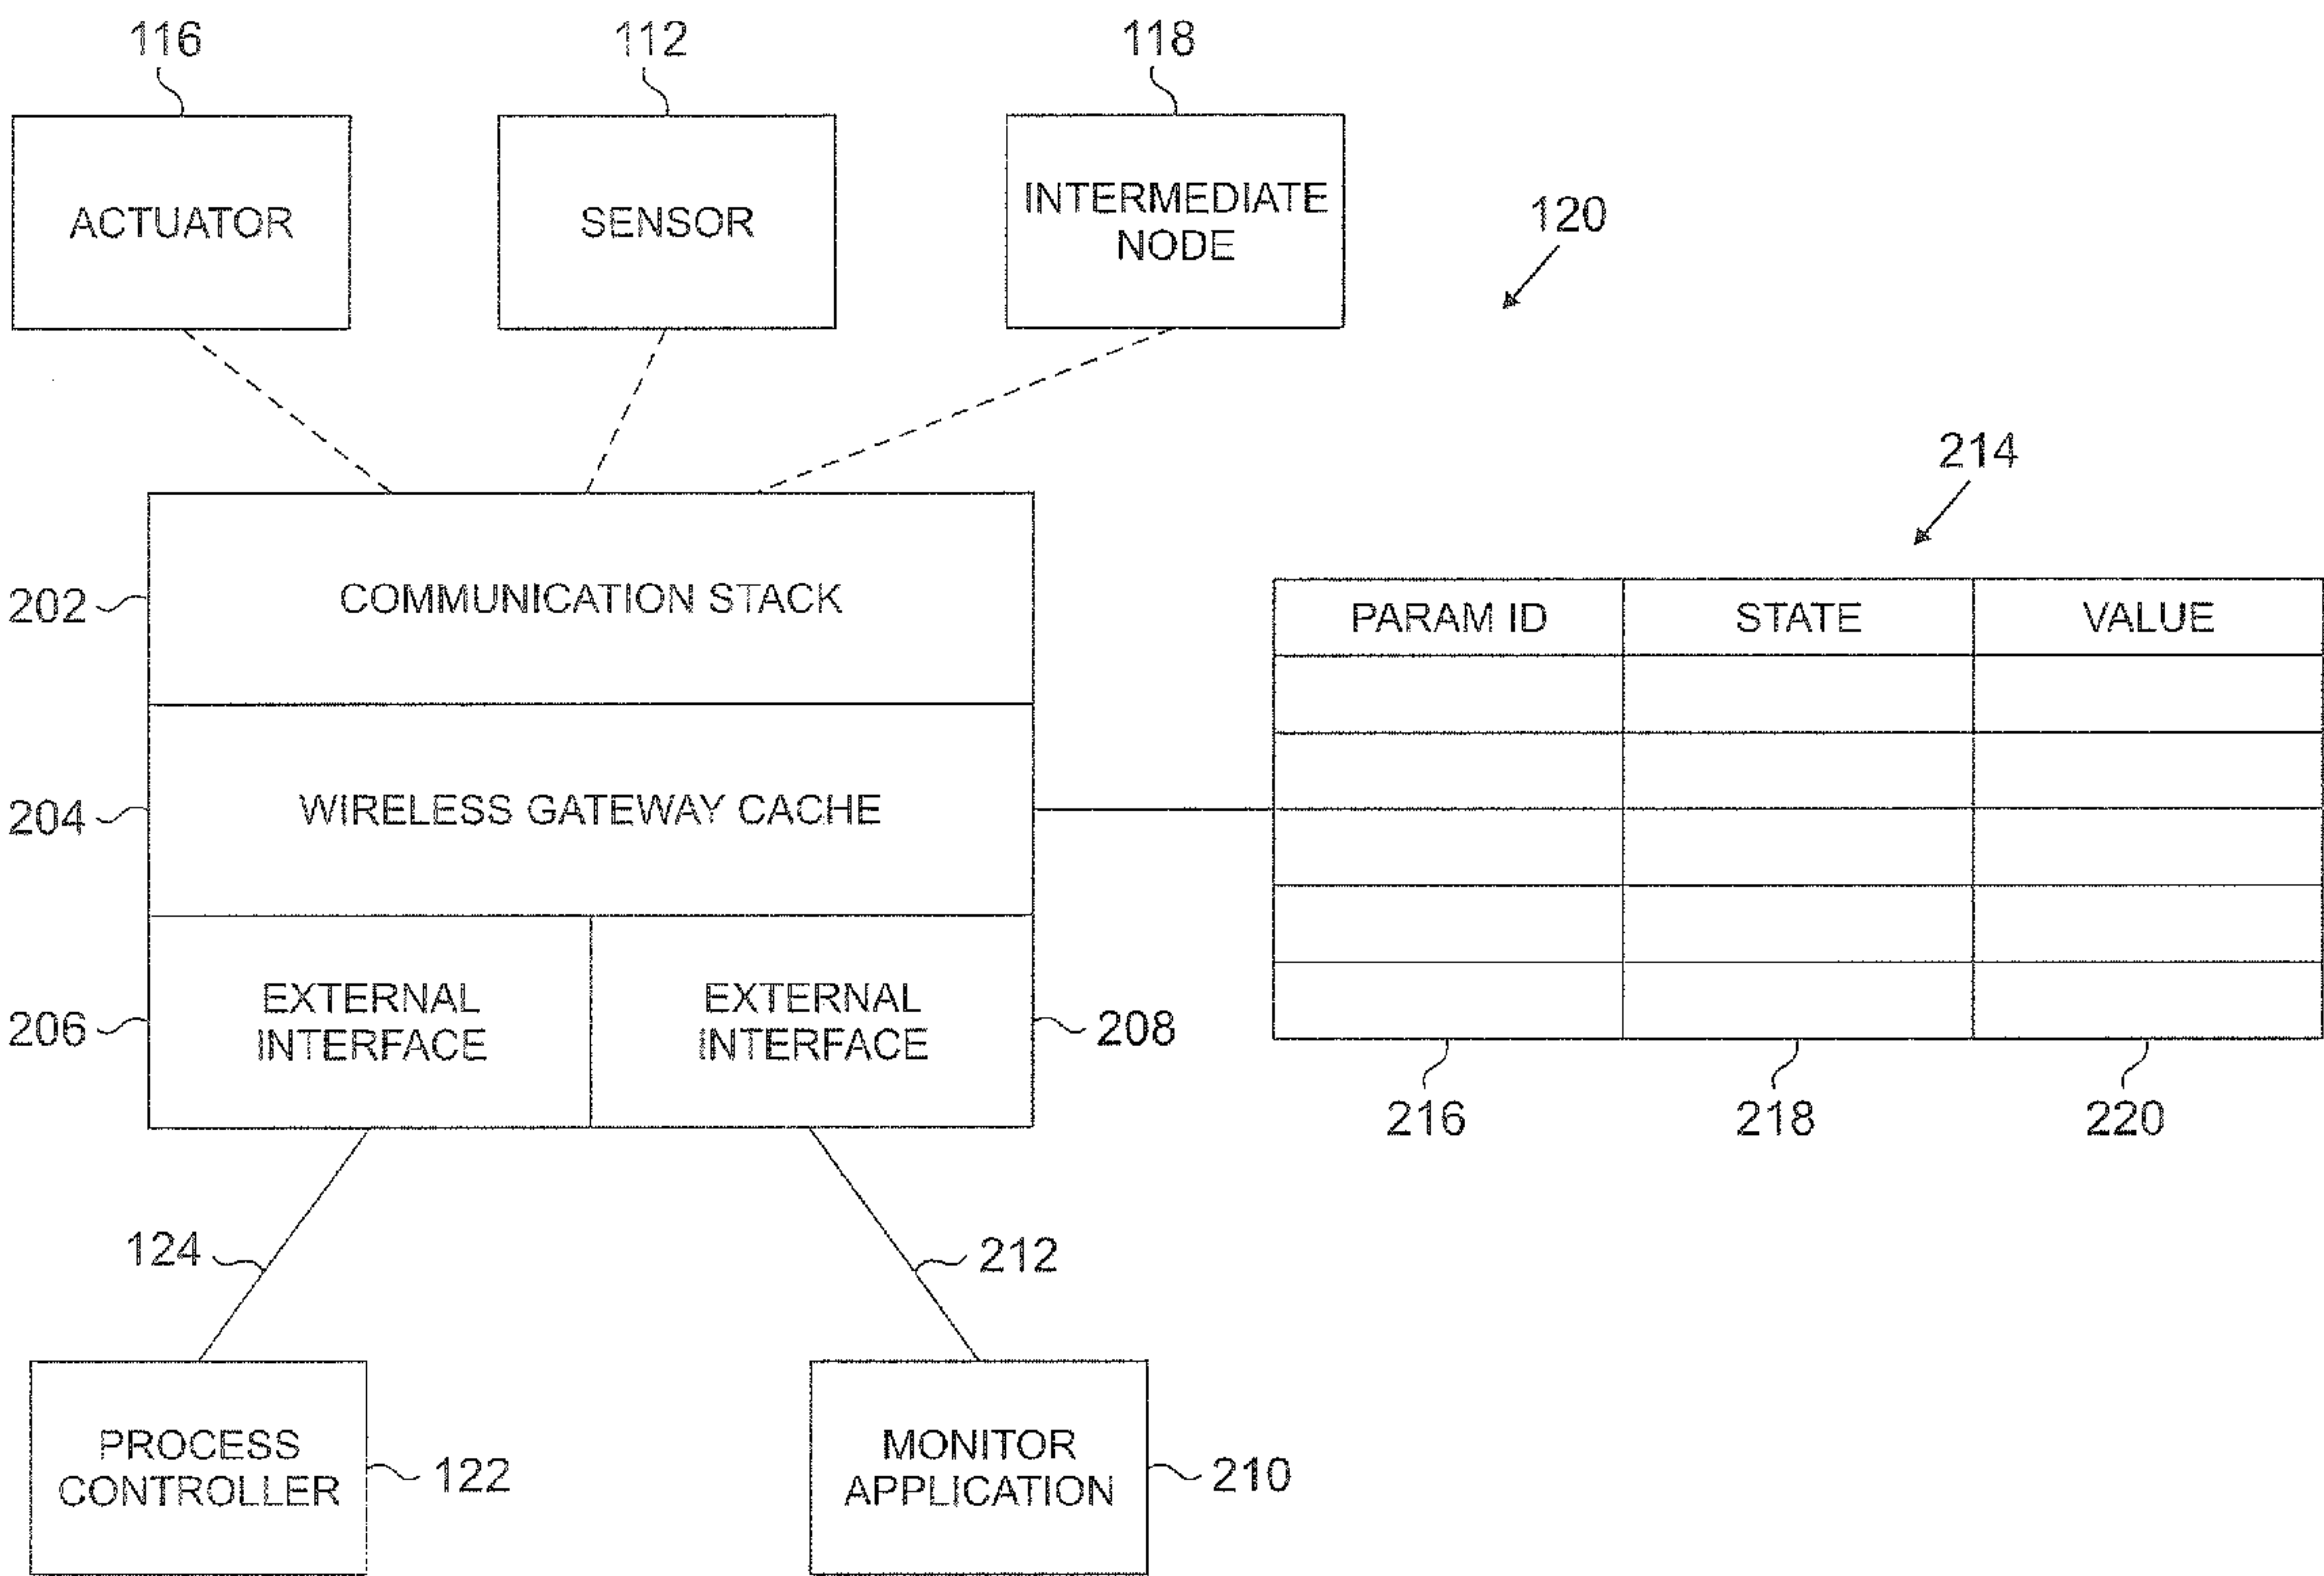 116
112
118
ACTUATOR
SENSOR
INTERMEDIATE
NODE
120
214
202
COMMUNICATION STACK
PARAM ID
STATE
VALUE
204
WIRELESS GATEWAY CACHE
206
EXTERNAL
INTERFACE
EXTERNAL
INTERFACE
208
216
218
220
124
212
PROCESS
CONTROLLER
122
MONITOR
APPLICATION
210